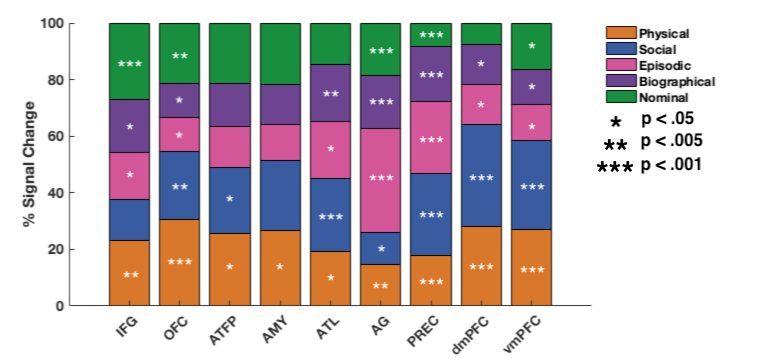 100
80
60
40
20
0
% Signal Change
***
*
*
**
**
*
*
**
***
*
*
*
**
*
***
*
***
***
***
*
**
***
***
***
***
***
*
*
***
***
*
*
*
***
***
IFG
OFC
ATFP
AMY
ATL
AG
PREC
dmPFC
vmPFC
Physical
Social
Episodic
Biographical
Nominal
* p < .05
** p < .005
*** p < .001